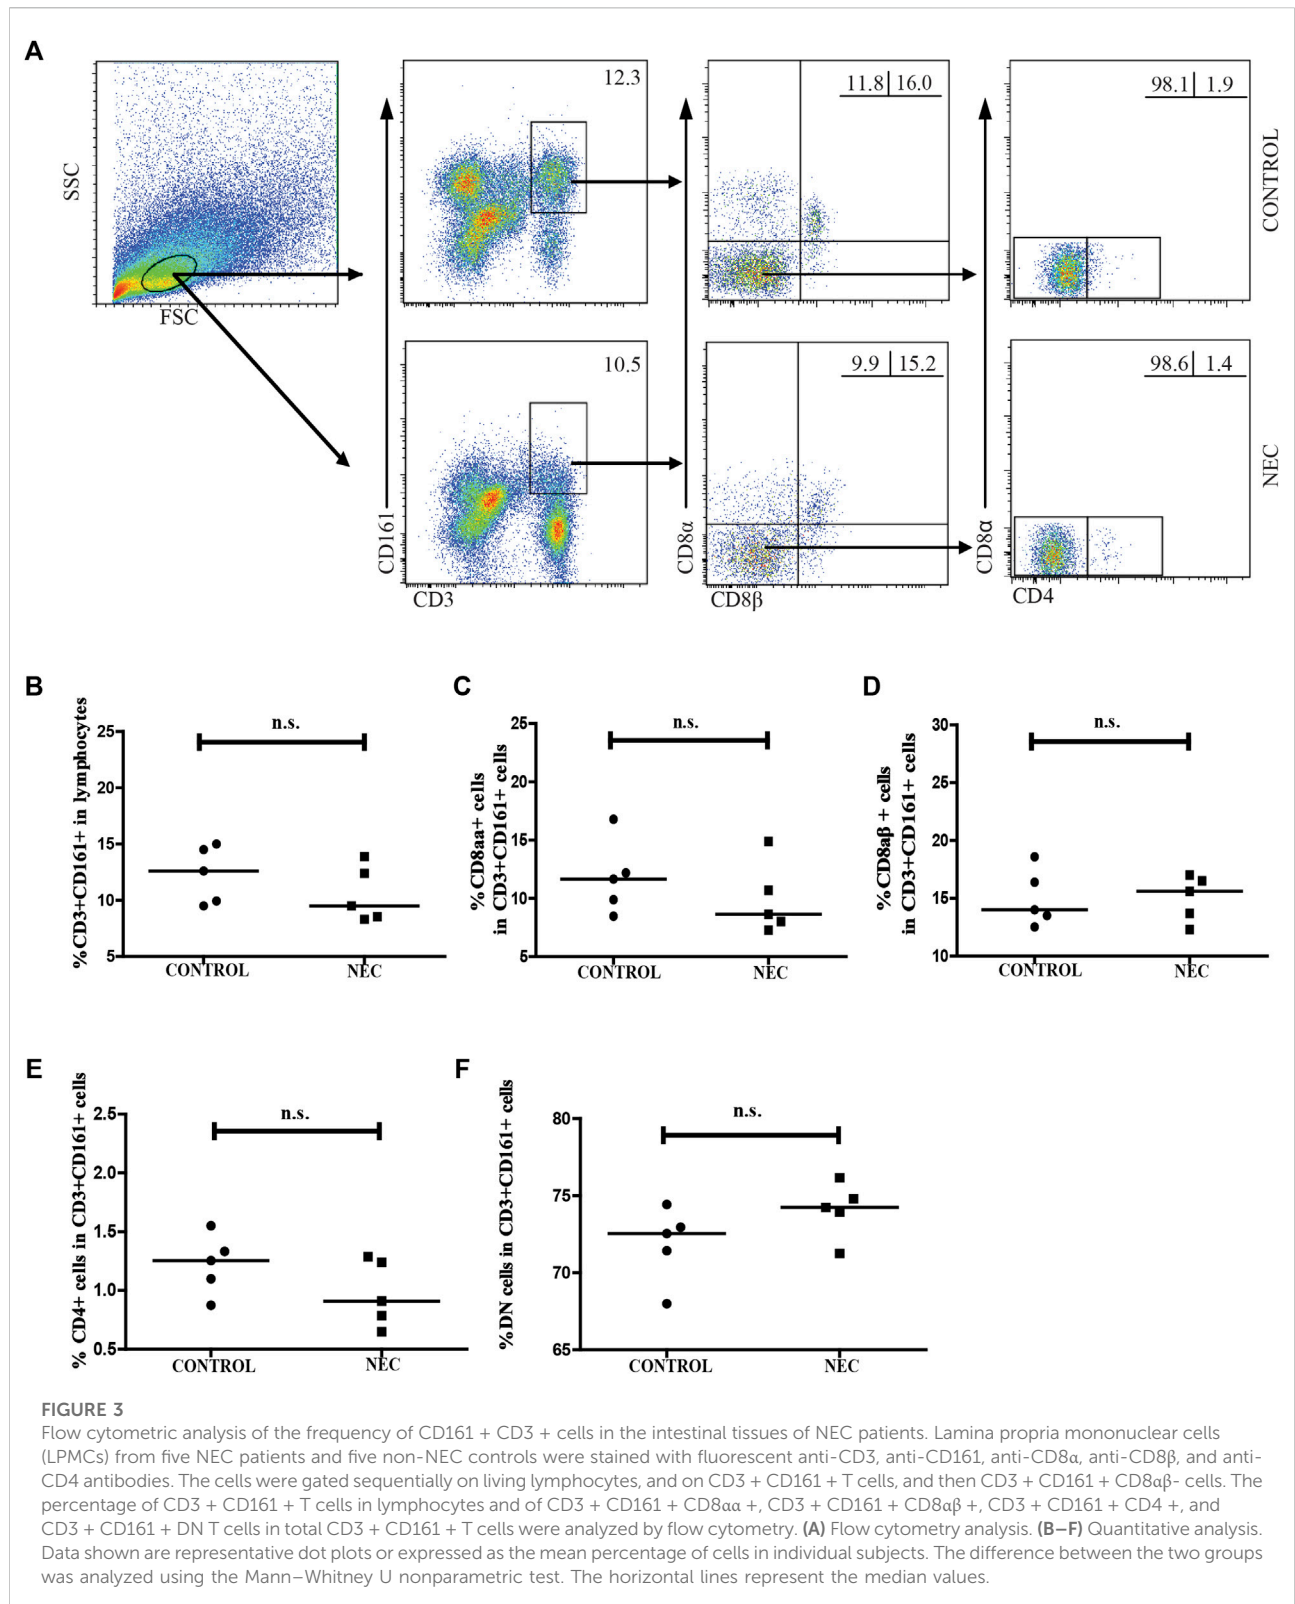 A
SSC
FSC
12.3
CD161
10.5
CD3
11.8 16.0
CD8α
9.9 15.2
CD8β
98.1 1.9
CONTROL
CD8α
98.6 1.4
NEC
CD4
B
%CD3+CD161+ in lymphocytes
25
20
15
10
5
n.s.
CONTROL NEC
C
%CD8aa+ cells
in CD3+CD161+ cells
25
20
15
10
5
n.s.
CONTROL NEC
D
%CD8aβ + cells
in CD3+CD161+ cells
30
25
20
15
10
n.s.
CONTROL NEC
E
% CD4+ cells in CD3+CD161+ cells
2.5
2.0
1.5
1.0
0.5
n.s.
CONTROL NEC
F
%DN cells in CD3+CD161+ cells
80
75
70
65
n.s.
CONTROL NEC
FIGURE 3
Flow cytometric analysis of the frequency of CD161 + CD3 + cells in the intestinal tissues of NEC patients. Lamina propria mononuclear cells
(LPMCs) from five NEC patients and five non-NEC controls were stained with fluorescent anti-CD3, anti-CD161, anti-CD8α, anti-CD8β, and anti-
CD4 antibodies. The cells were gated sequentially on living lymphocytes, and on CD3 + CD161 + T cells, and then CD3 + CD161 + CD8αβ- cells. The
percentage of CD3 + CD161 + T cells in lymphocytes and of CD3 + CD161 + CD8αα +, CD3 + CD161 + CD8αβ +, CD3 + CD161 + CD4 +, and
CD3 + CD161 + DN T cells in total CD3 + CD161 + T cells were analyzed by flow cytometry. (A) Flow cytometry analysis. (B–F) Quantitative analysis.
Data shown are representative dot plots or expressed as the mean percentage of cells in individual subjects. The difference between the two groups
was analyzed using the Mann–Whitney U nonparametric test. The horizontal lines represent the median values.